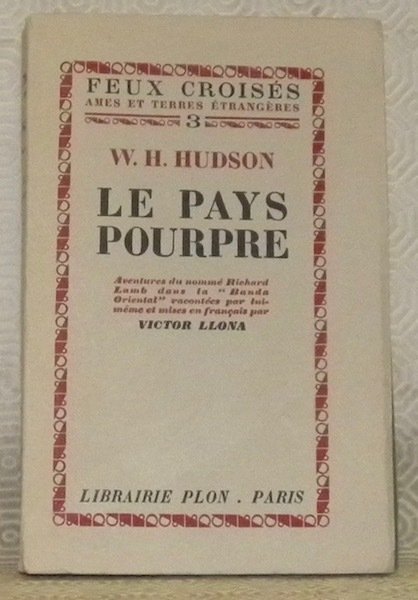 FEUX CROISÉS
AMES ET TERRES ÉTRANGÈRES
3
W. H. HUDSON
LE PAYS
POURPRE
Aventures du nommé Richard
Lamb dans la "Banda
Oriental" racontées par lui-
même et mises en français par
VICTOR LLONA
LIBRAIRIE PLON . PARIS